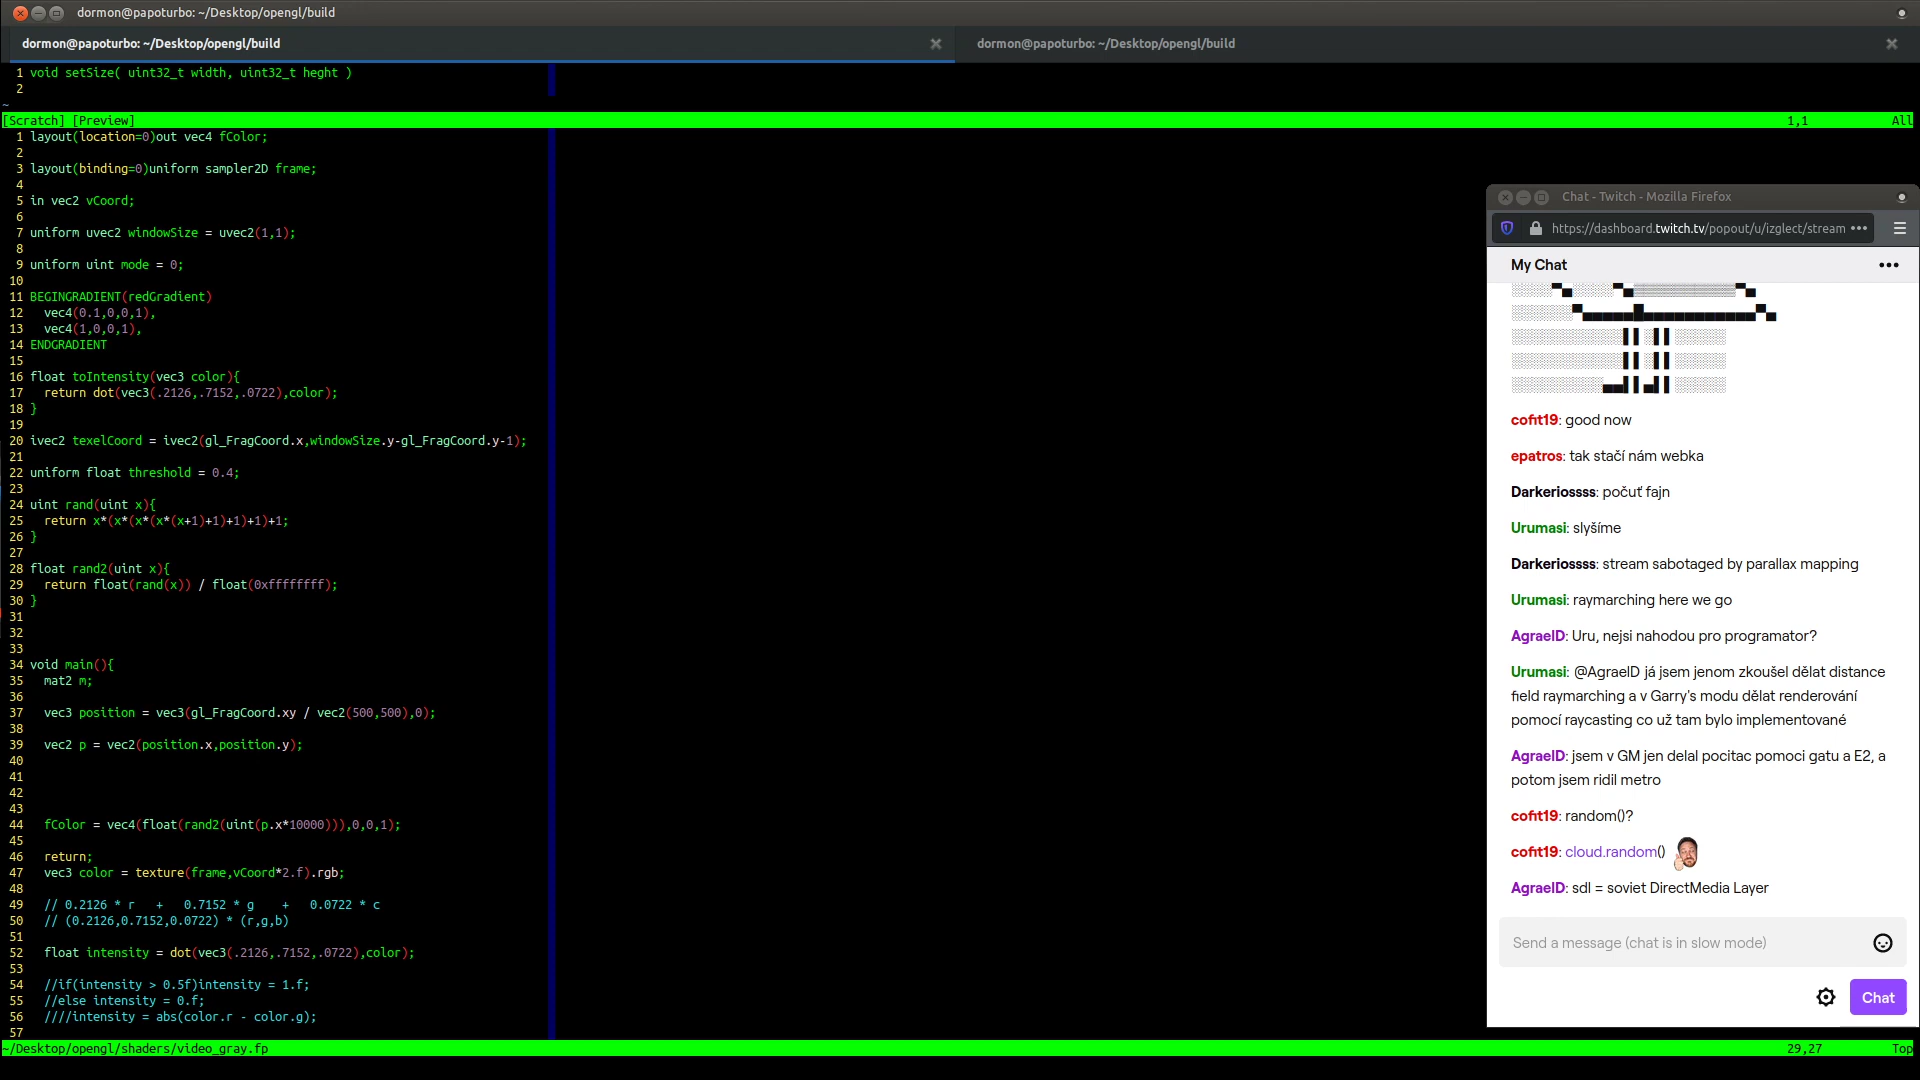 dormon@papoturbo: ~/Desktop/opengl/build
dormon@papoturbo: ~/Desktop/opengl/build
dormon@papoturbo: ~/Desktop/opengl/build
1 void setSize( uint32_t width, uint32_t heght )
2
~
[Scratch] [Preview] 1,1 All
1 layout(location=0)out vec4 fColor;
2
3 layout(binding=0)uniform sampler2D frame;
4
5 in vec2 vCoord;
6
7 uniform uvec2 windowSize = uvec2(1,1);
8
9 uniform uint mode = 0;
10
11 BEGINGRADIENT(redGradient)
12   vec4(0.1,0,0,1),
13   vec4(1,0,0,1),
14 ENDGRADIENT
15
16 float toIntensity(vec3 color){
17   return dot(vec3(.2126,.7152,.0722),color);
18 }
19
20 ivec2 texelCoord = ivec2(gl_FragCoord.x,windowSize.y-gl_FragCoord.y-1);
21
22 uniform float threshold = 0.4;
23
24 uint rand(uint x){
25   return x*(x*(x*(x*(x+1)+1)+1)+1)+1;
26 }
27
28 float rand2(uint x){
29   return float(rand(x)) / float(0xffffffff);
30 }
31
32
33
34 void main(){
35   mat2 m;
36
37   vec3 position = vec3(gl_FragCoord.xy / vec2(500,500),0);
38
39   vec2 p = vec2(position.x,position.y);
40
41
42
43
44   fColor = vec4(float(rand2(uint(p.x*10000))),0,0,1);
45
46   return;
47   vec3 color = texture(frame,vCoord*2.f).rgb;
48
49   // 0.2126 * r   +   0.7152 * g    +   0.0722 * c
50   // (0.2126,0.7152,0.0722) * (r,g,b)
51
52   float intensity = dot(vec3(.2126,.7152,.0722),color);
53
54   //if(intensity > 0.5f)intensity = 1.f;
55   //else intensity = 0.f;
56   ////intensity = abs(color.r - color.g);
57
~/Desktop/opengl/shaders/video_gray.fp 29,27 Top
Chat - Twitch - Mozilla Firefox
https://dashboard.twitch.tv/popout/u/izglect/stream
My Chat
cofit19: good now
epatros: tak stačí nám webka
Darkeriossss: počuť fajn
Urumasi: slyšíme
Darkeriossss: stream sabotaged by parallax mapping
Urumasi: raymarching here we go
AgraelD: Uru, nejsi nahodou pro programator?
Urumasi: @AgraelD já jsem jenom zkoušel dělat distance
field raymarching a v Garry's modu dělat renderování
pomocí raycasting co už tam bylo implementované
AgraelD: jsem v GM jen delal pocitac pomoci gatu a E2, a
potom jsem ridil metro
cofit19: random()?
cofit19: cloud.random()
AgraelD: sdl = soviet DirectMedia Layer
Send a message (chat is in slow mode)
Chat